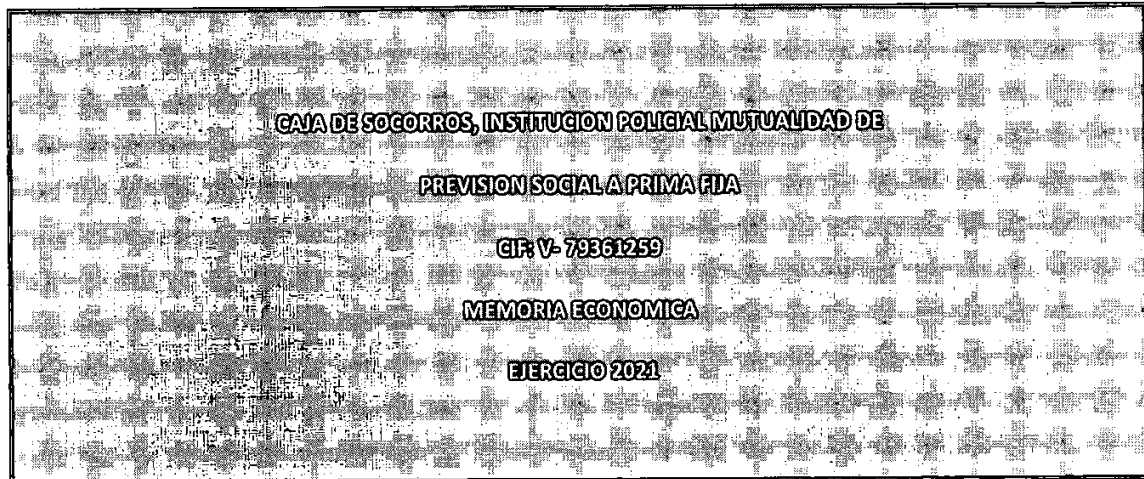 CAJA DE SOCORROS, INSTITUCION POLICIAL MUTUALIDAD DE
PREVISION SOCIAL A PRIMA FIJA
CIF: V- 79361259
MEMORIA ECONOMICA
EJERCICIO 2021